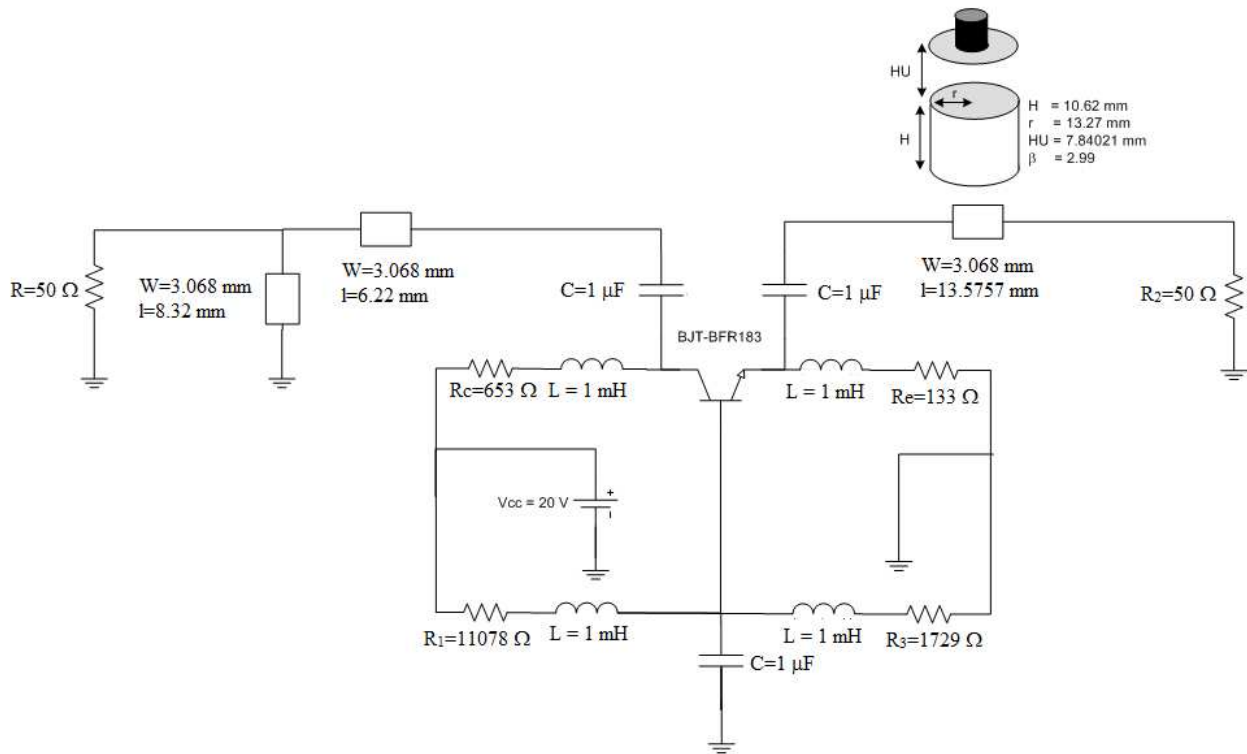 HU
r
H
H = 10.62 mm
r = 13.27 mm
HU = 7.84021 mm
β = 2.99
R=50 Ω
W=3.068 mm
l=8.32 mm
W=3.068 mm
l=6.22 mm
C=1 μF
C=1 μF
W=3.068 mm
l=13.5757 mm
R2=50 Ω
BJT-BFR183
Rc=653 Ω
L = 1 mH
L = 1 mH
Re=133 Ω
Vcc = 20 V
+
R1=11078 Ω
L = 1 mH
L = 1 mH
R3=1729 Ω
C=1 μF